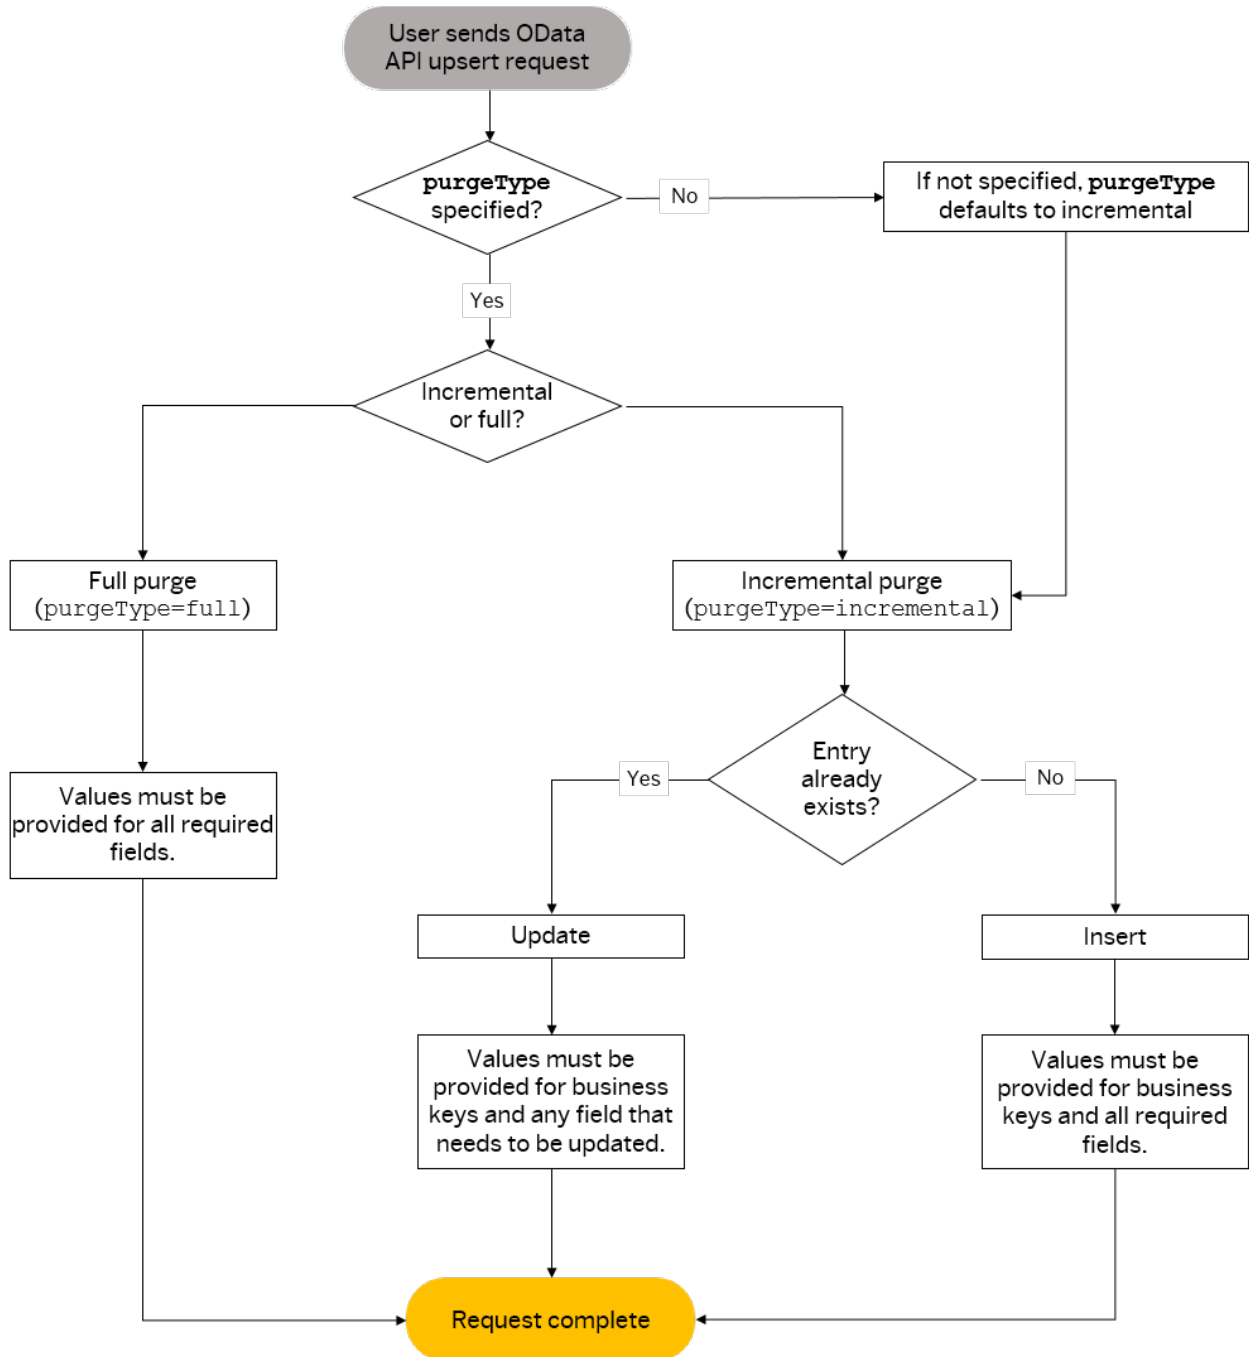 User sends OData
API upsert request
purgeType
specified?
No
If not specified, purgeType
defaults to incremental
Yes
Incremental
or full?
Full purge
(purgeType=full)
Incremental purge
(purgeType=incremental)
Values must be
provided for all required
fields.
Entry
already
exists?
Yes
No
Update
Insert
Values must be
provided for business
keys and any field that
needs to be updated.
Values must be
provided for business
keys and all required
fields.
Request complete